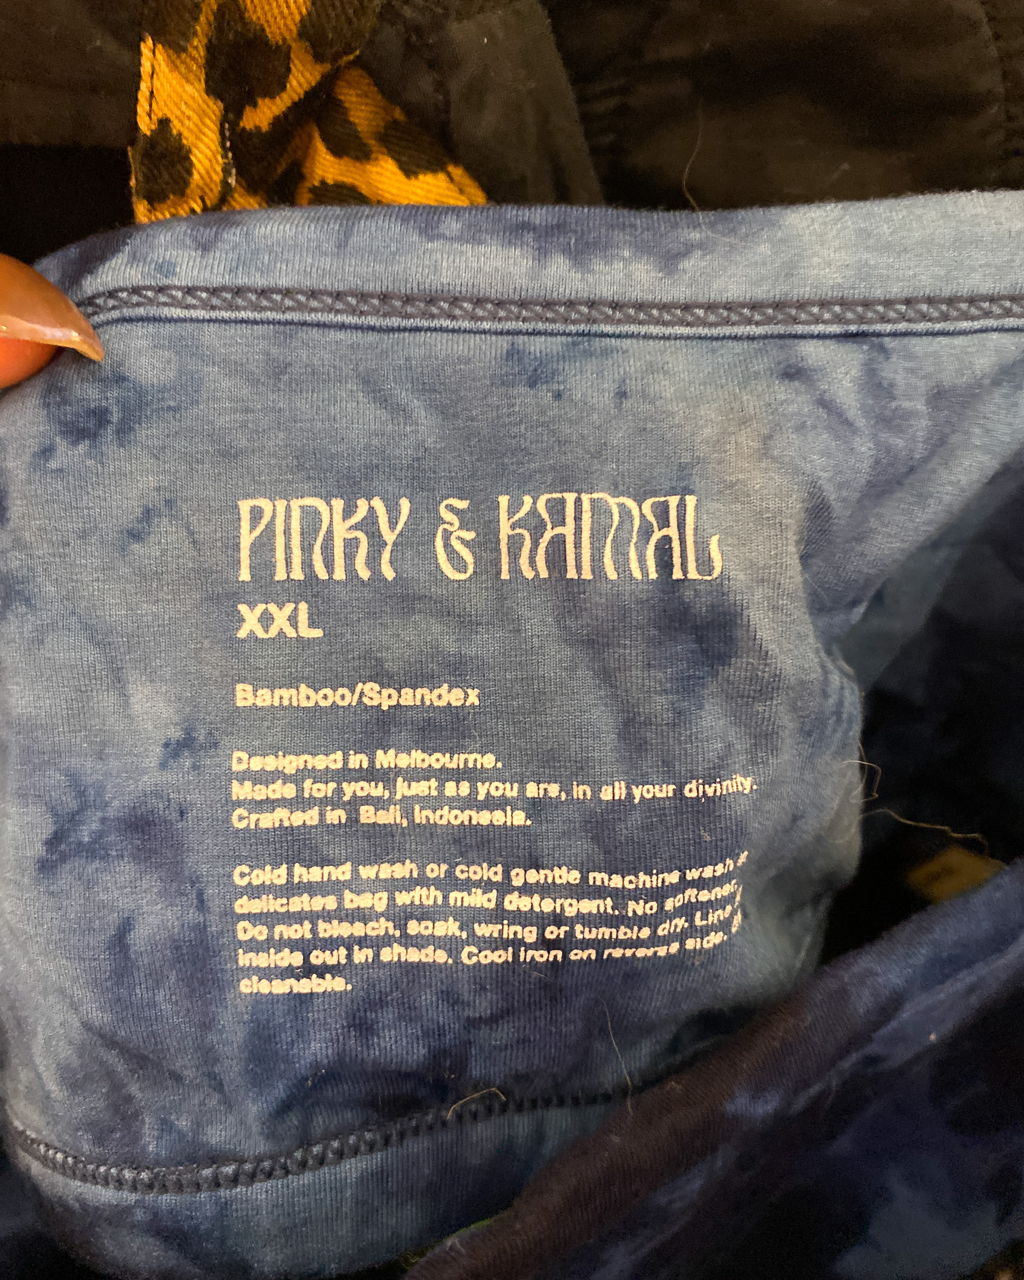 PINKY & KAMAL
XXL
Bamboo/Spandex
Designed in Melbourne.
Made for you, just as you are, in all your divinity.
Crafted in Bali, Indonesia.
Cold hand wash or cold gentle machine wash
delicates bag with mild detergent. No softener.
Do not bleach, soak, wring or tumble dry. Line
inside out in shade. Cool iron on reverse side.
cleanable.